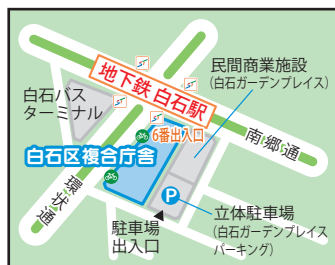 地下鉄 白石駅
民間商業施設
(白石ガーデンプレイス)
白石バス
ターミナル
6番出入口
南郷通
白石区複合庁舎
環状通
P
駐車場
出入口
立体駐車場
(白石ガーデンプレイス
パーキング)